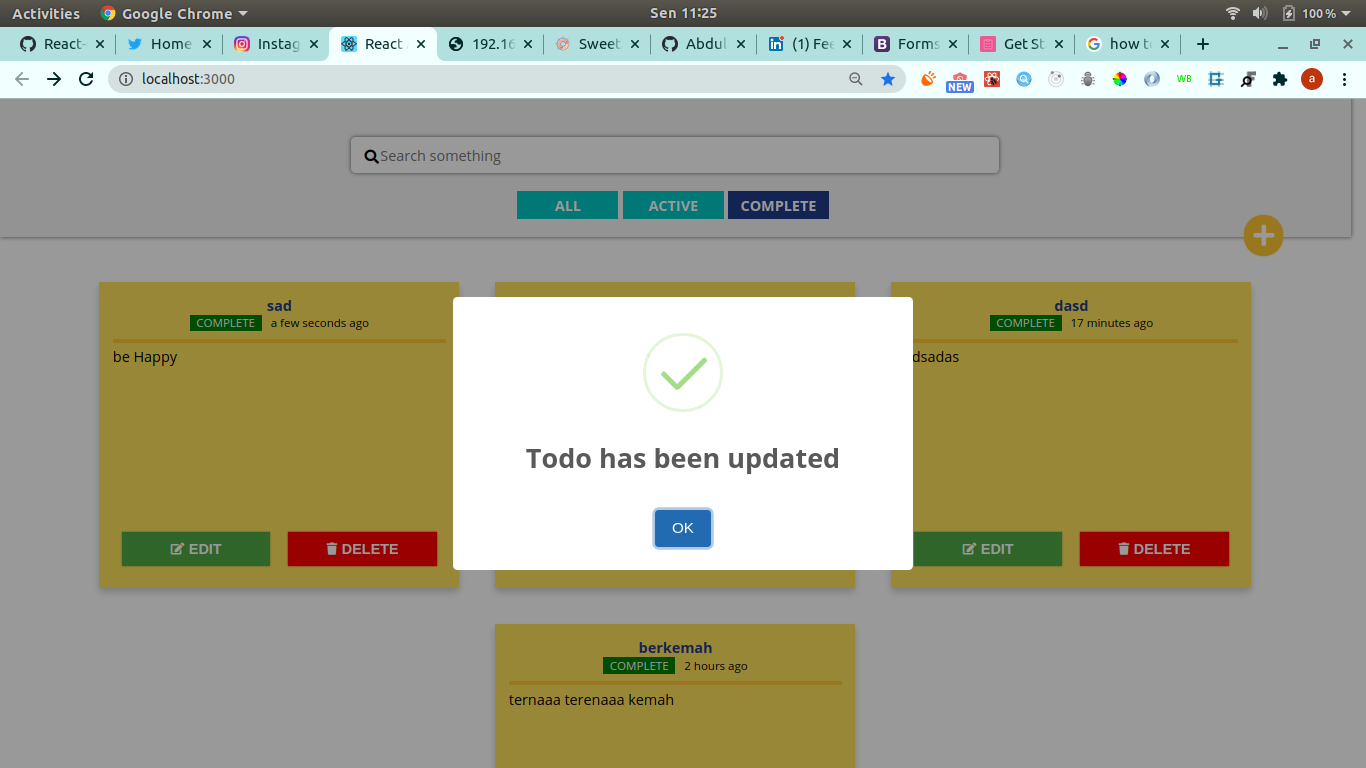 Activities Google Chrome Sen 11:25 100%
React- Home Instag React 192.16 Sweet Abdul (1) Fee Forms Get St how to
localhost:3000 NEW WB a
Search something
ALL ACTIVE COMPLETE
sad
COMPLETE a few seconds ago
be Happy
EDIT DELETE
Todo has been updated
OK
dasd
COMPLETE 17 minutes ago
dsadas
EDIT DELETE
berkemah
COMPLETE 2 hours ago
ternaaa terenaaa kemah